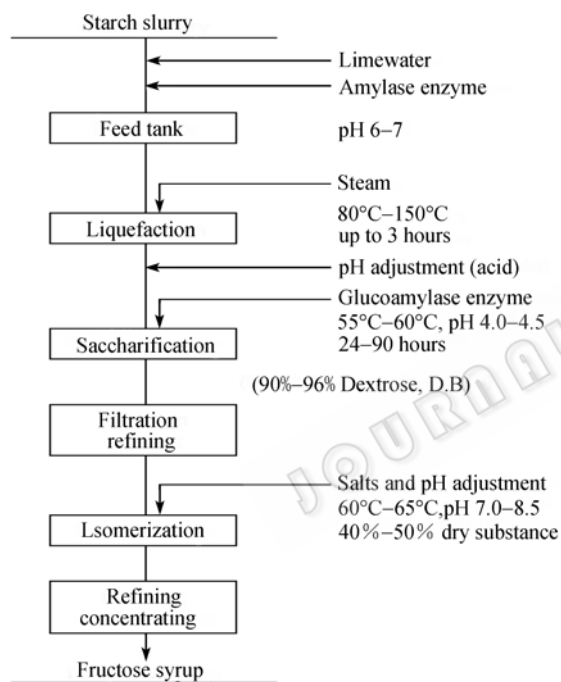 Starch slurry
Limewater
Amylase enzyme
Feed tank
pH 6–7
Steam
80°C–150°C
up to 3 hours
Liquefaction
pH adjustment (acid)
Glucoamylase enzyme
55°C–60°C, pH 4.0–4.5
24–90 hours
Saccharification
(90%–96% Dextrose, D.B)
Filtration
refining
Salts and pH adjustment
60°C–65°C,pH 7.0–8.5
40%–50% dry substance
Lsomerization
Refining
concentrating
Fructose syrup
JOURNAL